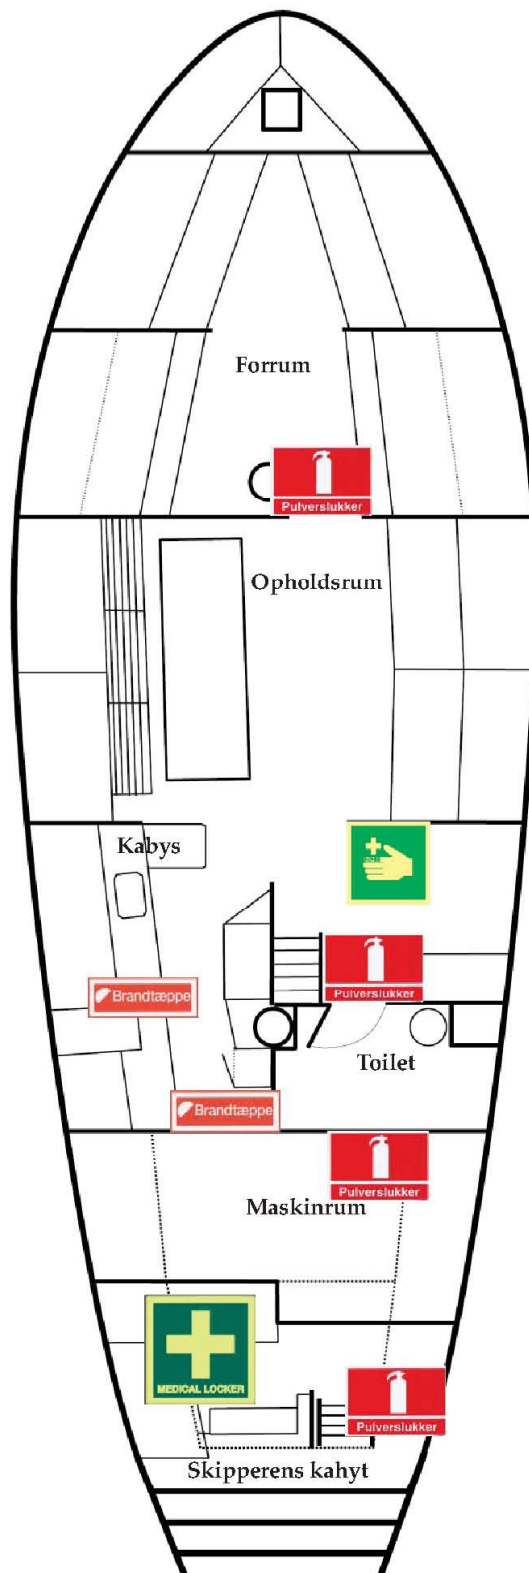 Forrum
Pulverslukker
Opholdsrum
Kabys
Pulverslukker
Brandtæppe
Toilet
Brandtæppe
Pulverslukker
Maskinrum
MEDICAL LOCKER
Pulverslukker
Skipperens kahyt